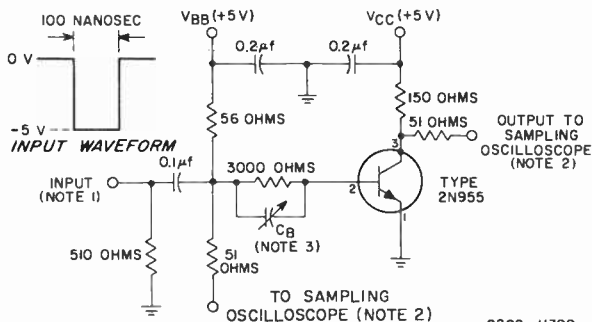 100 NANOSEC
VBB (+5V)
VCC (+5V)
0 V
-5 V
INPUT WAVEFORM
0.2μf
0.2μf
56 OHMS
150 OHMS
51 OHMS
OUTPUT TO
SAMPLING
OSCILLOSCOPE
(NOTE 2)
0.1μf
3000 OHMS
3
2
1
TYPE
2N955
INPUT
(NOTE 1)
CB
(NOTE 3)
510 OHMS
51
OHMS
TO SAMPLING
OSCILLOSCOPE (NOTE 2)